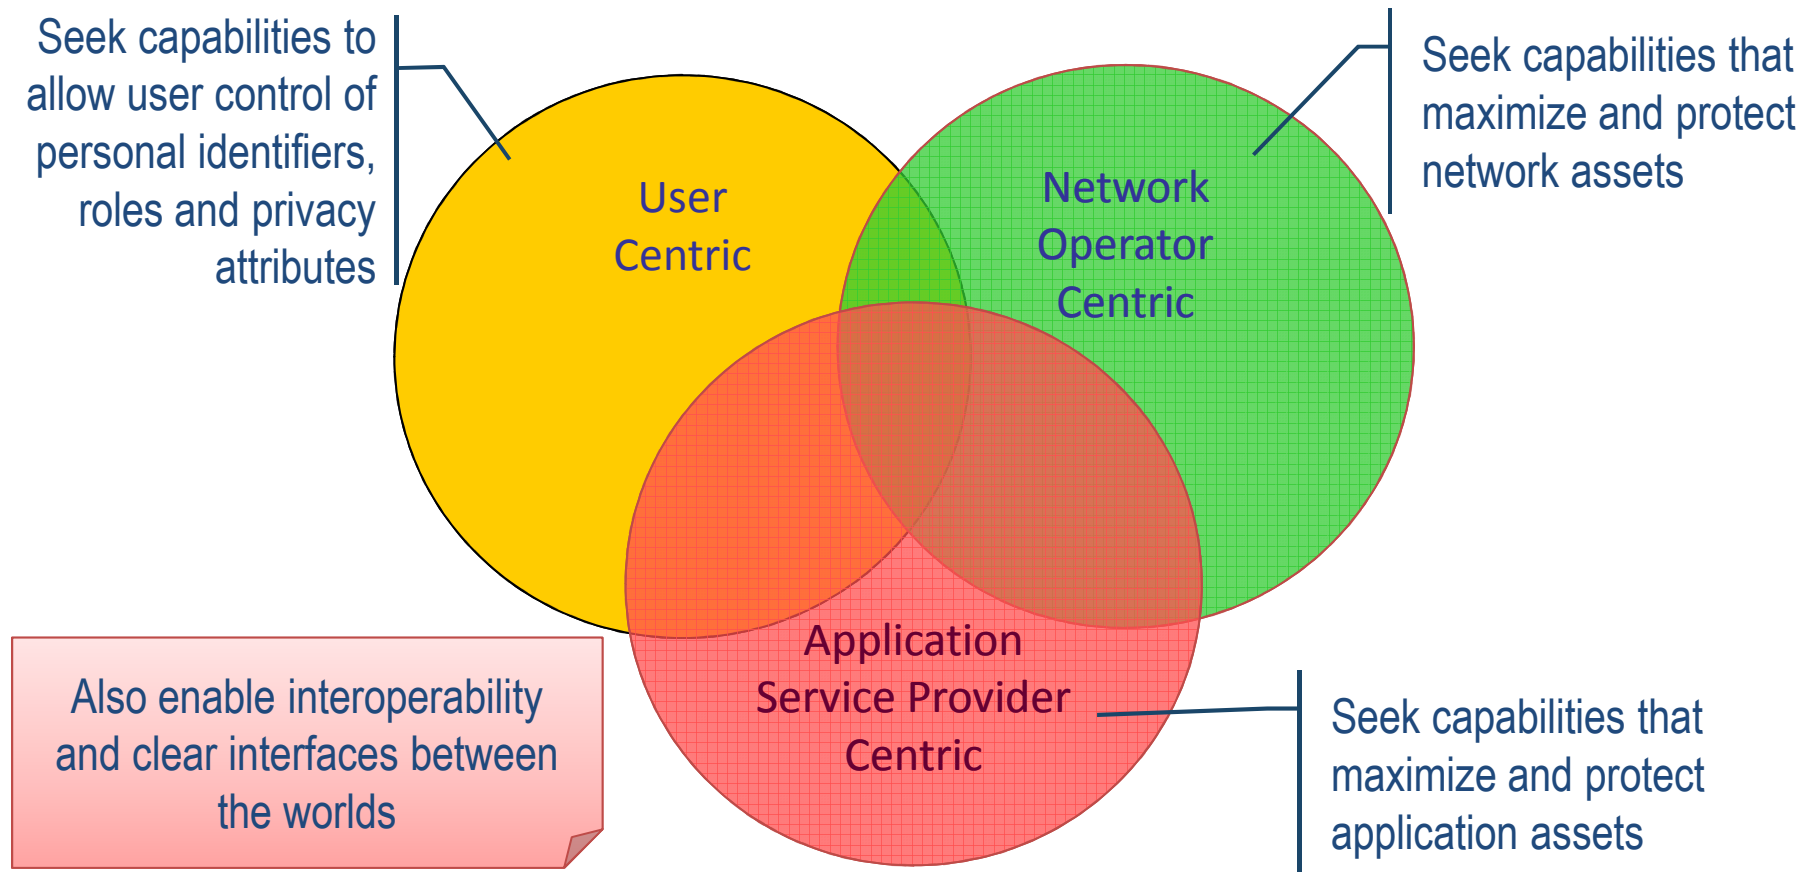 Seek capabilities to
allow user control of
personal identifiers,
roles and privacy
attributes
Seek capabilities that
maximize and protect
network assets
User
Centric
Network
Operator
Centric
Application
Service Provider
Centric
Also enable interoperability
and clear interfaces between
the worlds
Seek capabilities that
maximize and protect
application assets